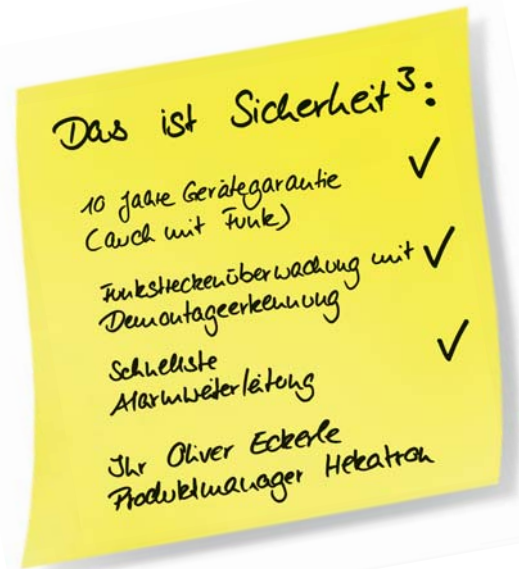 Das ist Sicherheit³:
10 Jahre Gerätegarantie ✓
(auch mit Funk)
Funkstreckenüberwachung mit ✓
Demontageerkennung
Schnellste ✓
Alarmweiterleitung
Ihr Oliver Eckerle
Produktmanager Hekatron